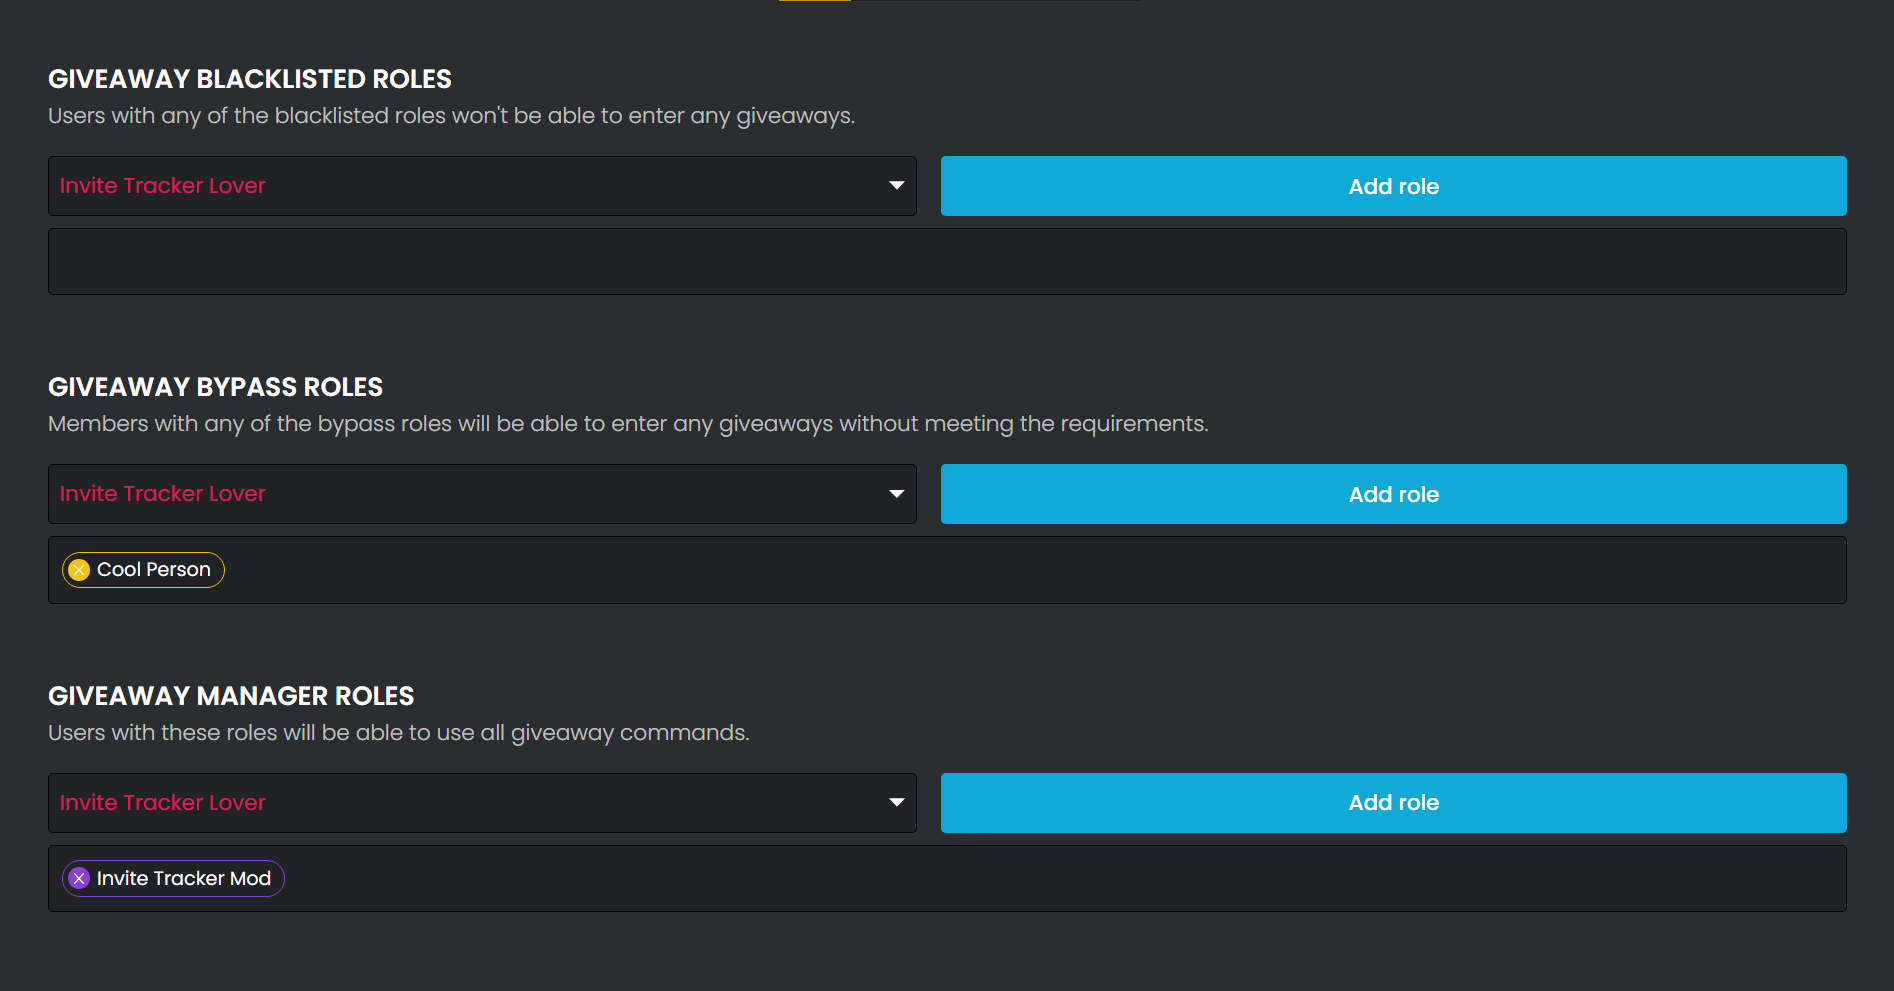 GIVEAWAY BLACKLISTED ROLES
Users with any of the blacklisted roles won't be able to enter any giveaways.
Invite Tracker Lover
Add role
GIVEAWAY BYPASS ROLES
Members with any of the bypass roles will be able to enter any giveaways without meeting the requirements.
Invite Tracker Lover
Add role
Cool Person
GIVEAWAY MANAGER ROLES
Users with these roles will be able to use all giveaway commands.
Invite Tracker Lover
Add role
Invite Tracker Mod